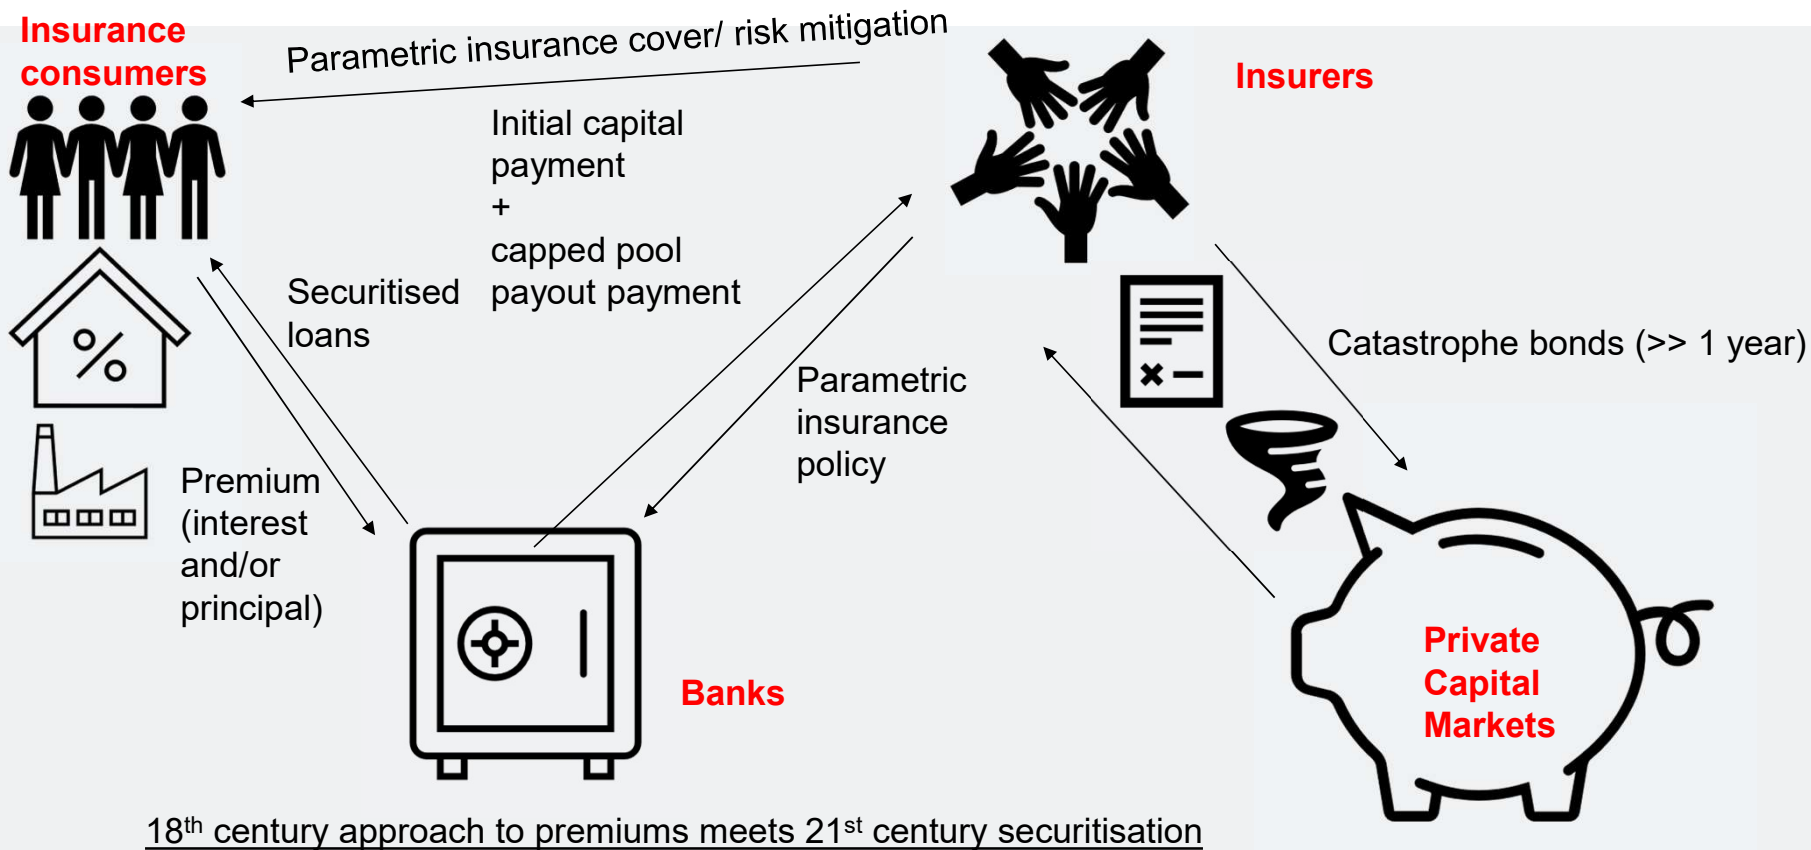 Insurance
consumers
Parametric insurance cover/ risk mitigation
Insurers
Initial capital
payment
+
capped pool
payout payment
Securitised
loans
Catastrophe bonds (>> 1 year)
Parametric
insurance
policy
Premium
(interest
and/or
principal)
Banks
Private
Capital
Markets
18th century approach to premiums meets 21st century securitisation